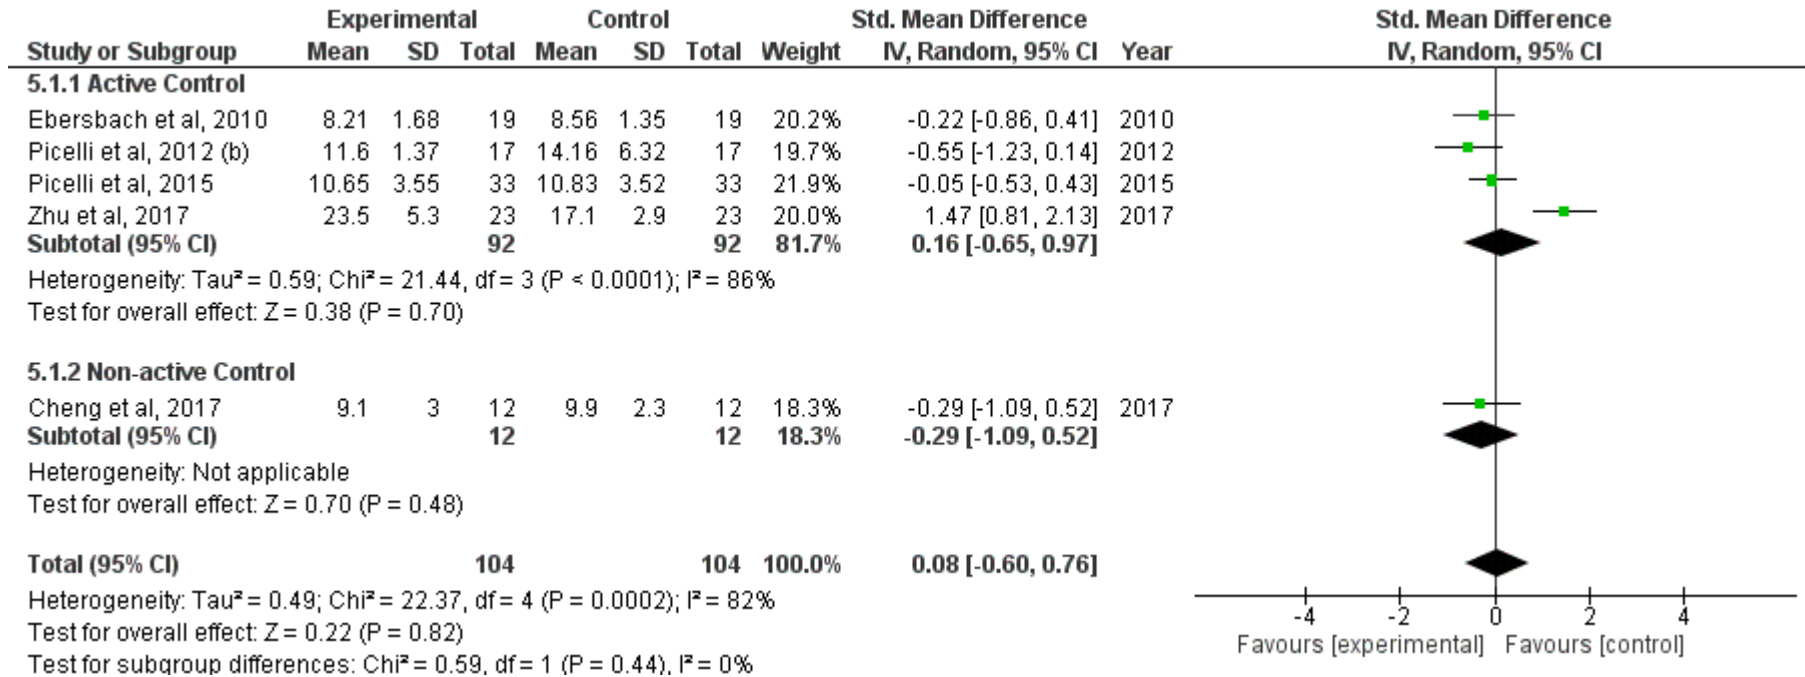 Experimental Control Std. Mean Difference Std. Mean Difference
Study or Subgroup Mean SD Total Mean SD Total Weight IV, Random, 95% CI Year IV, Random, 95% CI
5.1.1 Active Control
Ebersbach et al, 2010 8.21 1.68 19 8.56 1.35 19 20.2% -0.22 [-0.86, 0.41] 2010
Picelli et al, 2012 (b) 11.6 1.37 17 14.16 6.32 17 19.7% -0.55 [-1.23, 0.14] 2012
Picelli et al, 2015 10.65 3.55 33 10.83 3.52 33 21.9% -0.05 [-0.53, 0.43] 2015
Zhu et al, 2017 23.5 5.3 23 17.1 2.9 23 20.0% 1.47 [0.81, 2.13] 2017
Subtotal (95% CI) 92 92 81.7% 0.16 [-0.65, 0.97]
Heterogeneity: Tau² = 0.59; Chi² = 21.44, df = 3 (P < 0.0001); I² = 86%
Test for overall effect: Z = 0.38 (P = 0.70)
5.1.2 Non-active Control
Cheng et al, 2017 9.1 3 12 9.9 2.3 12 18.3% -0.29 [-1.09, 0.52] 2017
Subtotal (95% CI) 12 12 18.3% -0.29 [-1.09, 0.52]
Heterogeneity: Not applicable
Test for overall effect: Z = 0.70 (P = 0.48)
Total (95% CI) 104 104 100.0% 0.08 [-0.60, 0.76]
Heterogeneity: Tau² = 0.49; Chi² = 22.37, df = 4 (P = 0.0002); I² = 82%
Test for overall effect: Z = 0.22 (P = 0.82)
Test for subgroup differences: Chi² = 0.59, df = 1 (P = 0.44), I² = 0%
-4 -2 0 2 4
Favours [experimental] Favours [control]